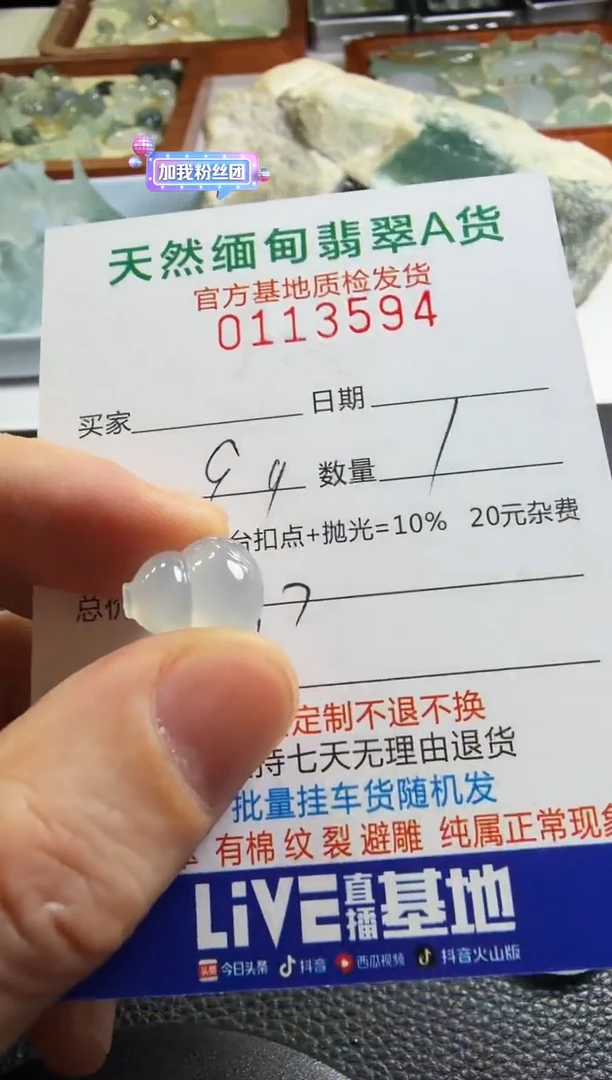 加我粉丝团
天然缅甸翡翠A货
官方基地质检发货
0113594
买家 日期
数量
台扣点+抛光=10% 20元杂费
总价
定制不退不换
持七天无理由退货
批量挂车货随机发
有棉纹裂避雕 纯属正常现象
LiVE直播基地
头条 今日头条 抖音 西瓜视频 抖音火山版